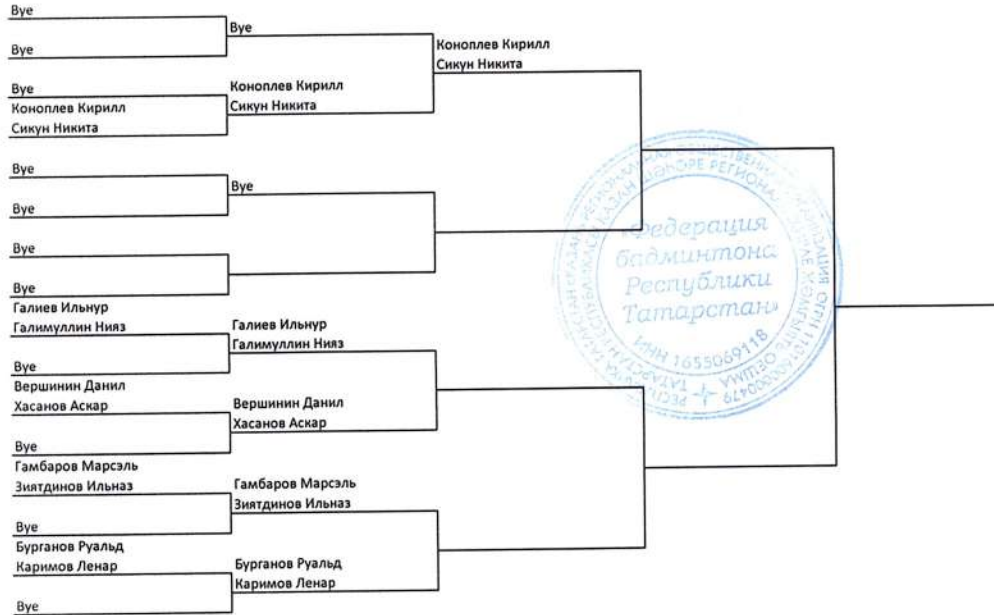 Bye
Bye
Bye
Bye
Коноплев Кирилл
Сикун Никита
Bye
Bye
Bye
Bye
Галиев Ильнур
Галимуллин Нияз
Bye
Вершинин Данил
Хасанов Аскар
Bye
Гамбаров Марсэль
Зиятдинов Ильназ
Bye
Бурганов Руальд
Каримов Ленар
Bye
Bye
Коноплев Кирилл
Сикун Никита
Bye
Галиев Ильнур
Галимуллин Нияз
Вершинин Данил
Хасанов Аскар
Гамбаров Марсэль
Зиятдинов Ильназ
Бурганов Руальд
Каримов Ленар
Коноплев Кирилл
Сикун Никита
«Федерация
бадминтона
Республики
Татарстан»
ИНН 1655069118